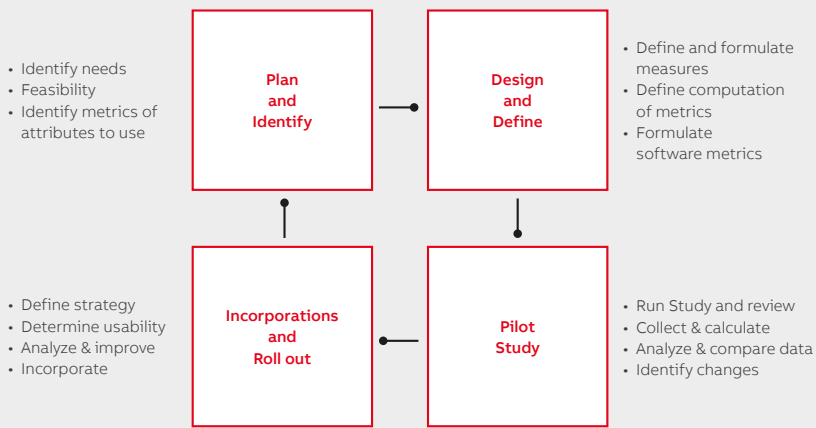 • Identify needs
• Feasibility
• Identify metrics of
attributes to use
Plan
and
Identify
Design
and
Define
• Define and formulate
measures
• Define computation
of metrics
• Formulate
software metrics
• Define strategy
• Determine usability
• Analyze & improve
• Incorporate
Incorporations
and
Roll out
Pilot
Study
• Run Study and review
• Collect & calculate
• Analyze & compare data
• Identify changes